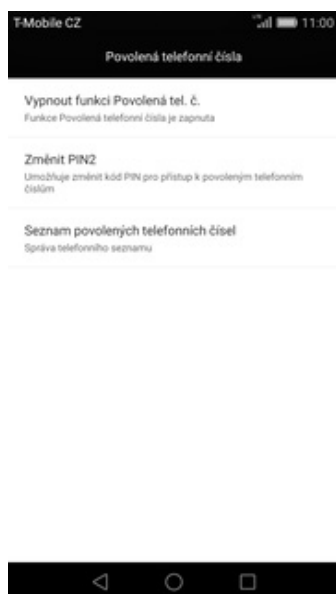 T-Mobile CZ 11:00
Povolená telefonní čísla
Vypnout funkci Povolená tel. č.
Funkce Povolená telefonní čísla je zapnuta
Změnit PIN2
Umožňuje změnit kód PIN pro přístup k povoleným telefonním
číslům
Seznam povolených telefonních čísel
Správa telefonního seznamu